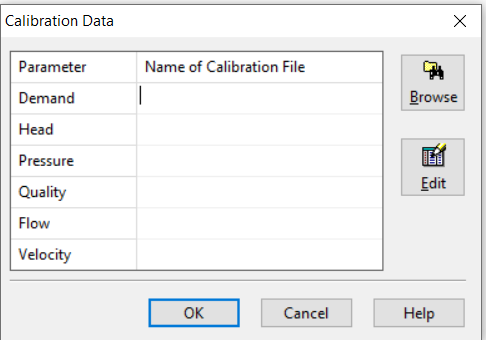 Calibration Data
Parameter Name of Calibration File
Demand
Head
Pressure
Quality
Flow
Velocity
Browse
Edit
OK Cancel Help